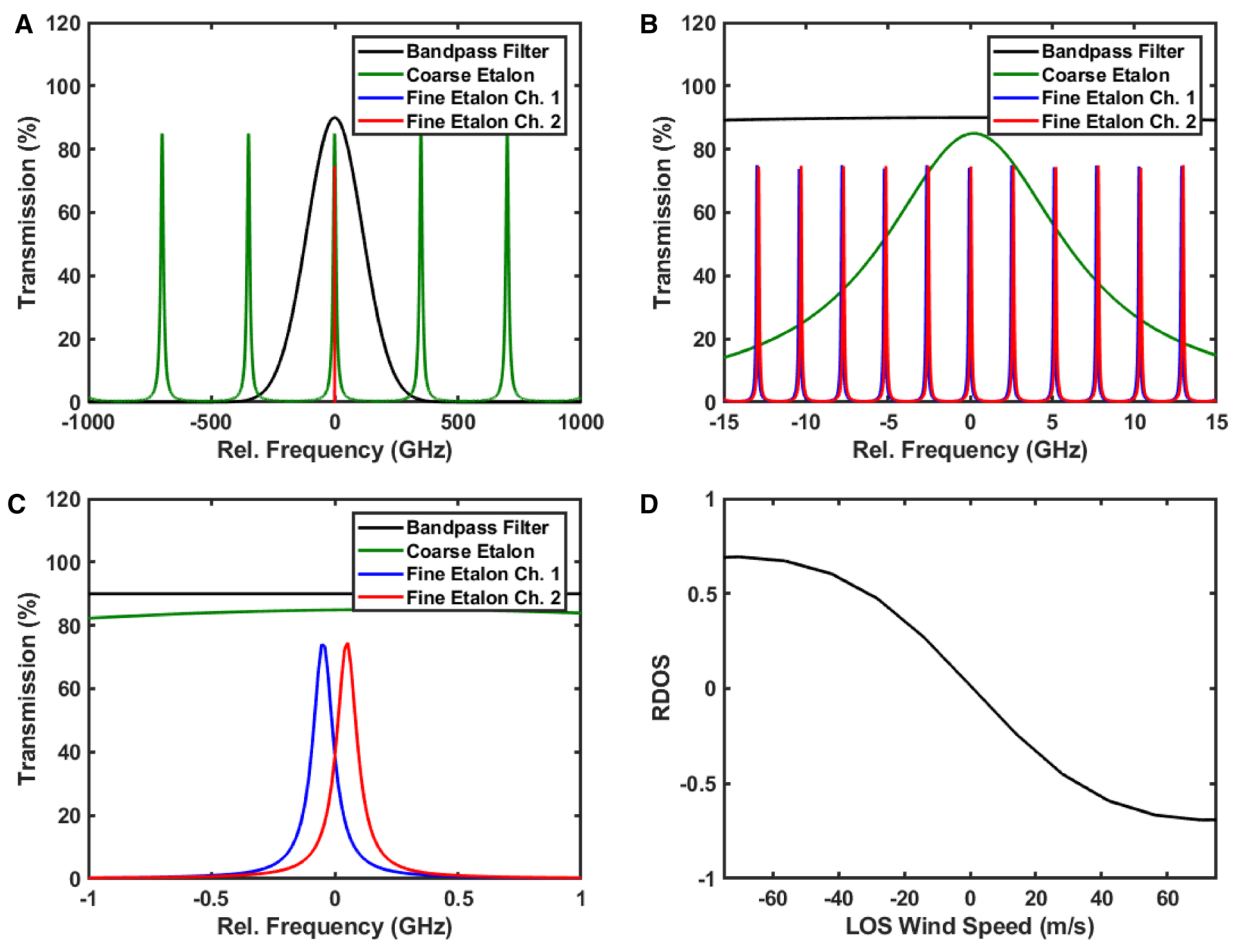 A
120
100
80
60
40
20
0
Transmission (%)
Bandpass Filter
Coarse Etalon
Fine Etalon Ch. 1
Fine Etalon Ch. 2
-1000 -500 0 500 1000
Rel. Frequency (GHz)
B
120
100
80
60
40
20
0
Transmission (%)
Bandpass Filter
Coarse Etalon
Fine Etalon Ch. 1
Fine Etalon Ch. 2
-15 -10 -5 0 5 10 15
Rel. Frequency (GHz)
C
120
100
80
60
40
20
0
Transmission (%)
Bandpass Filter
Coarse Etalon
Fine Etalon Ch. 1
Fine Etalon Ch. 2
-1 -0.5 0 0.5 1
Rel. Frequency (GHz)
D
1
0.5
0
-0.5
-1
RDOS
-60 -40 -20 0 20 40 60
LOS Wind Speed (m/s)